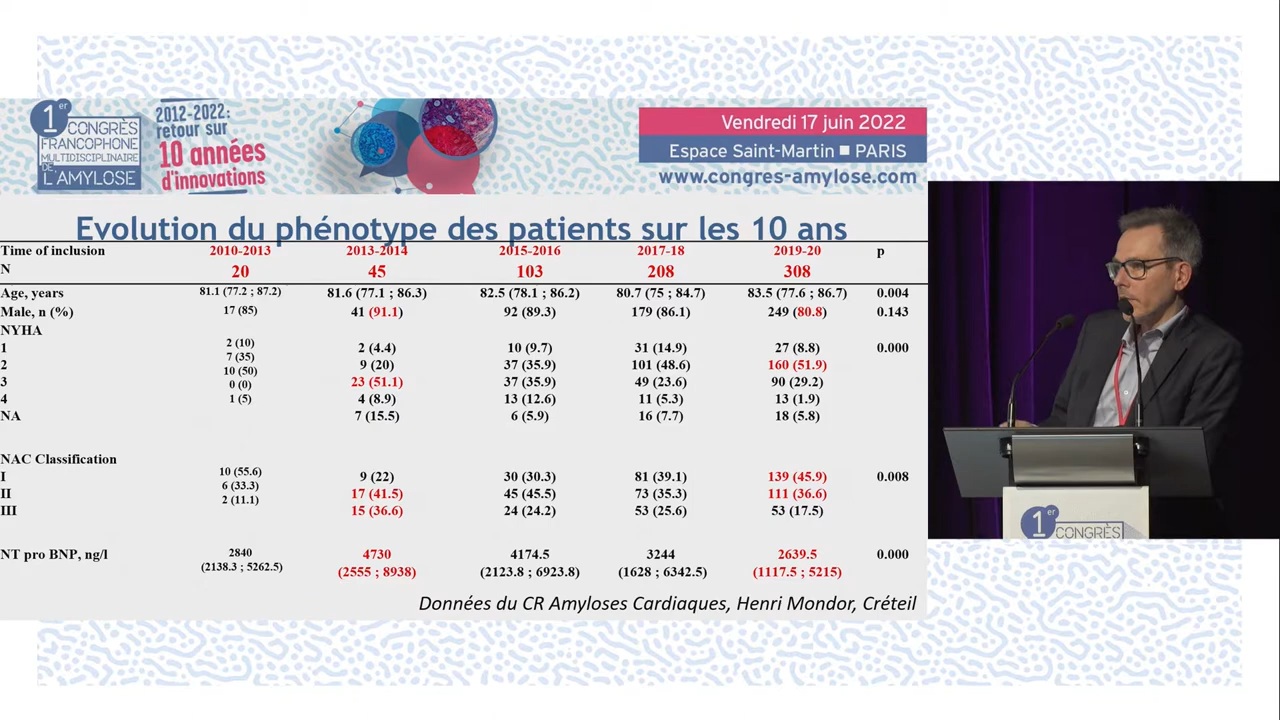 1er
CONGRÈS
FRANCOPHONE
MULTIDISCIPLINAIRE
DE
L'AMYLOSE
2012-2022:
retour sur
10 années
d'innovations
Vendredi 17 juin 2022
Espace Saint-Martin ■ PARIS
www.congres-amylose.com
Evolution du phénotype des patients sur les 10 ans
Time of inclusion 2010-2013 2013-2014 2015-2016 2017-18 2019-20 p
N 20 45 103 208 308
Age, years 81.1 (77.2 ; 87.2) 81.6 (77.1 ; 86.3) 82.5 (78.1 ; 86.2) 80.7 (75 ; 84.7) 83.5 (77.6 ; 86.7) 0.004
Male, n (%) 17 (85) 41 (91.1) 92 (89.3) 179 (86.1) 249 (80.8) 0.143
NYHA
1 2 (10) 2 (4.4) 10 (9.7) 31 (14.9) 27 (8.8) 0.000
2 7 (35) 9 (20) 37 (35.9) 101 (48.6) 160 (51.9)
3 10 (50) 23 (51.1) 37 (35.9) 49 (23.6) 90 (29.2)
4 0 (0) 4 (8.9) 13 (12.6) 11 (5.3) 13 (1.9)
NA 1 (5) 7 (15.5) 6 (5.9) 16 (7.7) 18 (5.8)
NAC Classification
I 10 (55.6) 9 (22) 30 (30.3) 81 (39.1) 139 (45.9) 0.008
II 6 (33.3) 17 (41.5) 45 (45.5) 73 (35.3) 111 (36.6)
III 2 (11.1) 15 (36.6) 24 (24.2) 53 (25.6) 53 (17.5)
NT pro BNP, ng/l 2840 4730 4174.5 3244 2639.5 0.000
(2138.3 ; 5262.5) (2555 ; 8938) (2123.8 ; 6923.8) (1628 ; 6342.5) (1117.5 ; 5215)
Données du CR Amyloses Cardiaques, Henri Mondor, Créteil
1er
CONGRÈS